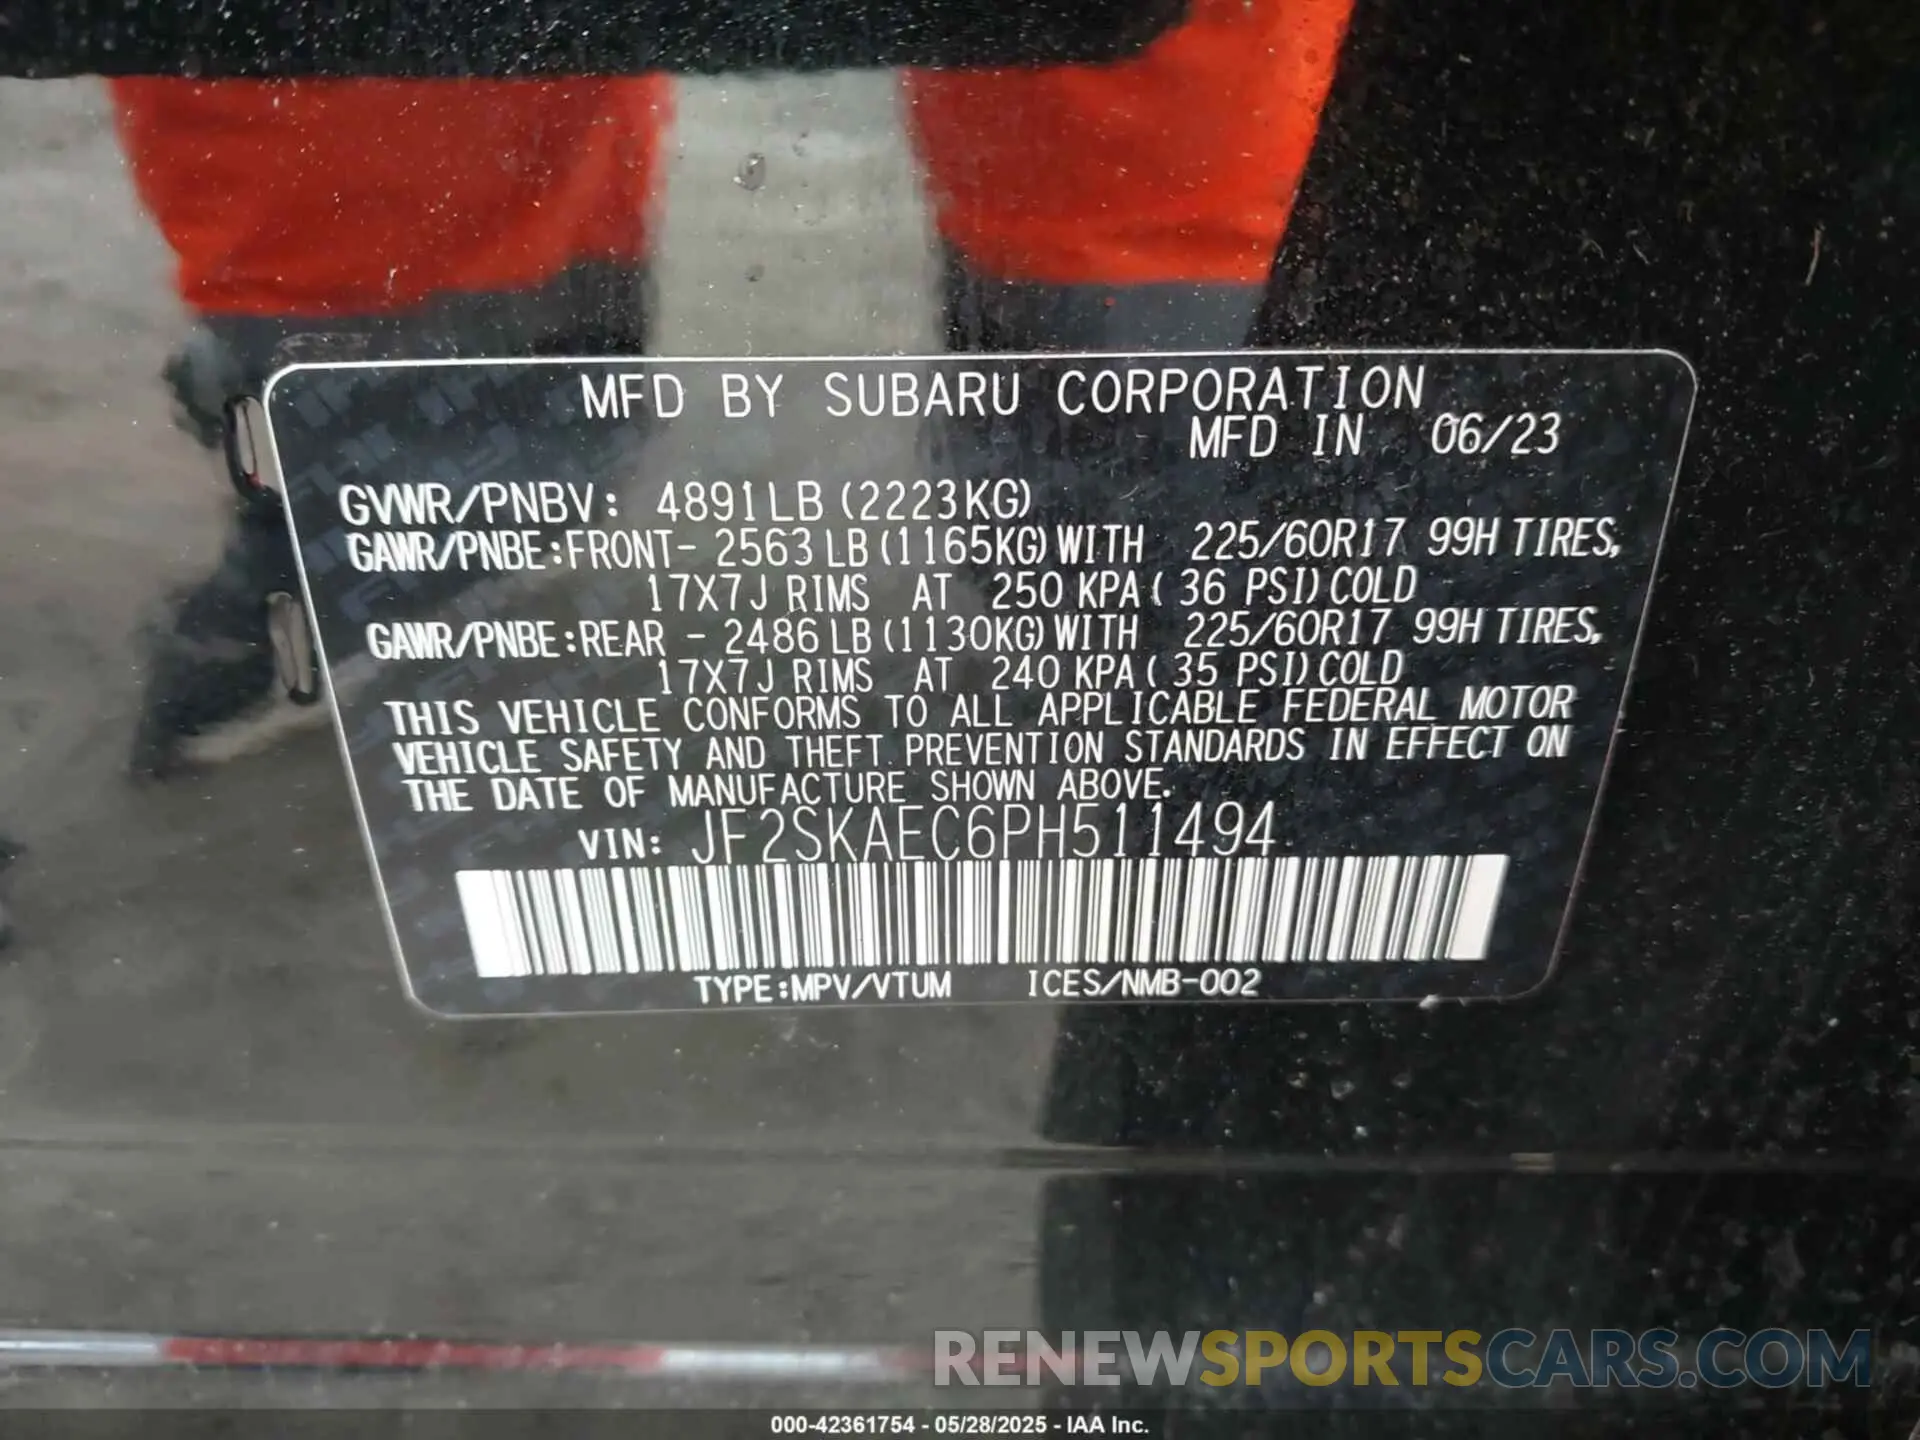 MFD BY SUBARU CORPORATION
MFD IN 06/23
GVWR/PNBV: 4891LB (2223KG)
GAWR/PNBE:FRONT- 2563 LB (1165KG) WITH 225/60R17 99H TIRES,
17X7J RIMS AT 250 KPA ( 36 PSI) COLD
GAWR/PNBE:REAR - 2486 LB (1130KG) WITH 225/60R17 99H TIRES,
17X7J RIMS AT 240 KPA ( 35 PSI) COLD
THIS VEHICLE CONFORMS TO ALL APPLICABLE FEDERAL MOTOR
VEHICLE SAFETY AND THEFT PREVENTION STANDARDS IN EFFECT ON
THE DATE OF MANUFACTURE SHOWN ABOVE.
VIN: JF2SKAEC6PH511494
TYPE:MPV/VTUM ICES/NMB-002
RENEWSPORTSCARS.COM
000-42361754 - 05/28/2025 - IAA Inc.